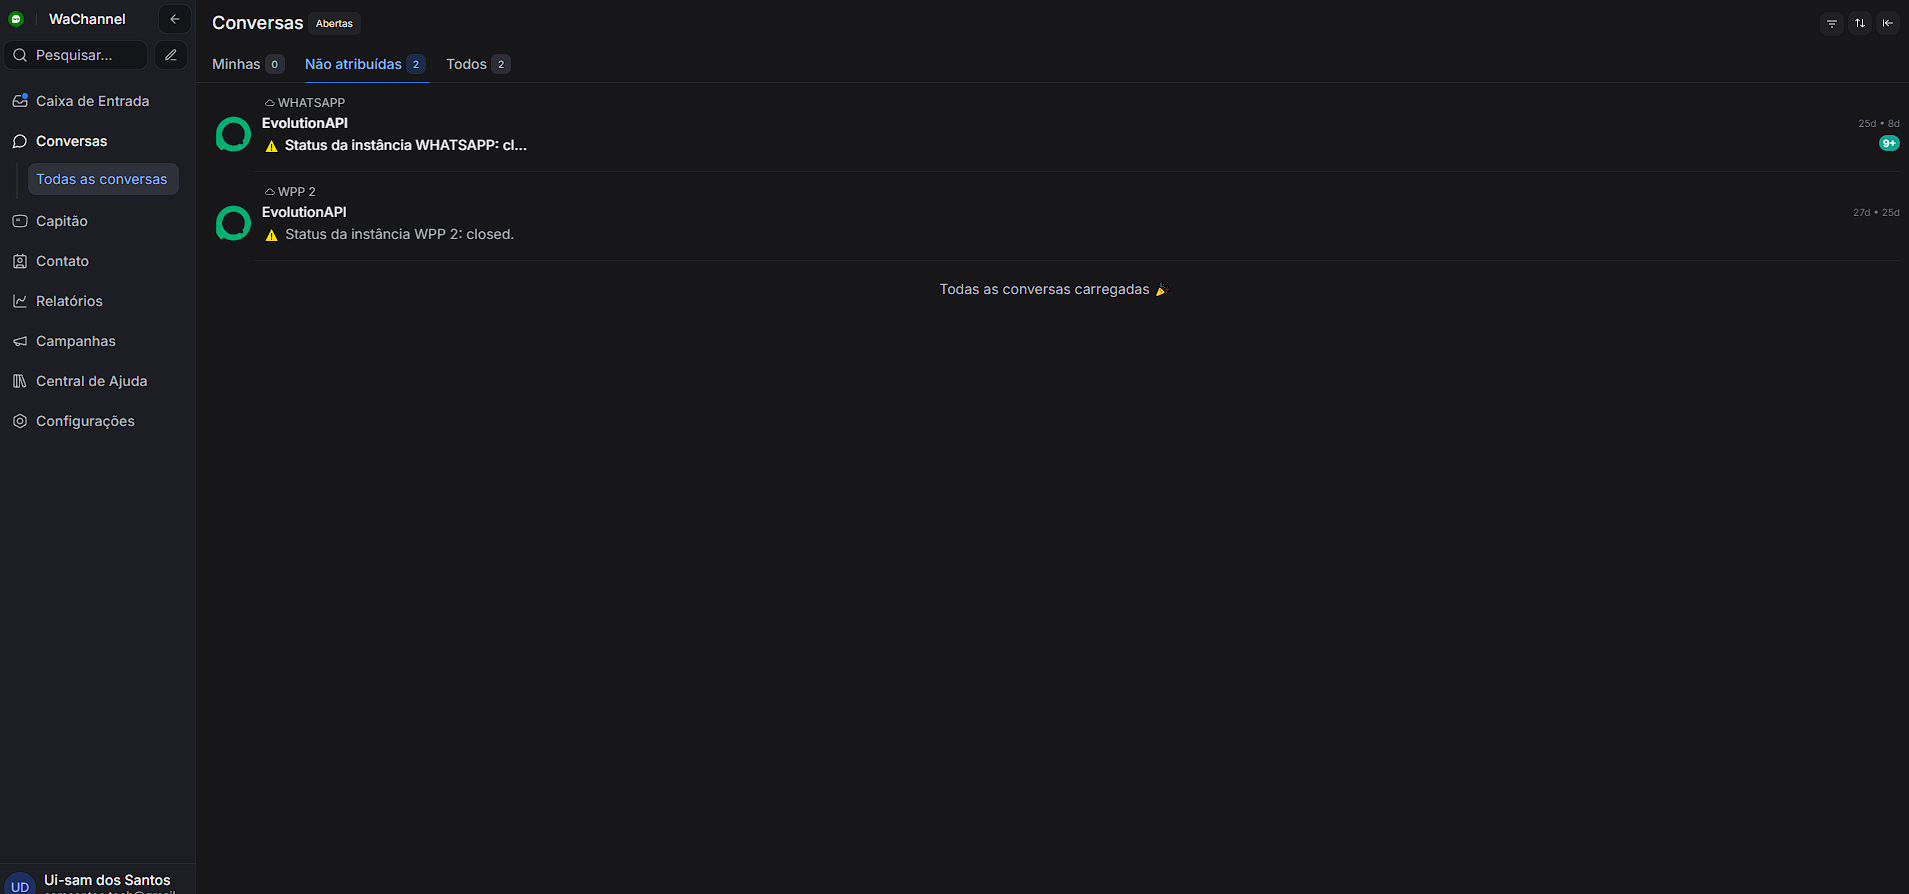 WaChannel
Pesquisar...
Caixa de Entrada
Conversas
Todas as conversas
Capitão
Contato
Relatórios
Campanhas
Central de Ajuda
Configurações
UD
Ui-sam dos Santos
Conversas Abertas
Minhas 0 Não atribuídas 2 Todos 2
WHATSAPP
EvolutionAPI
25d • 8d
⚠️ Status da instância WHATSAPP: cl...
9+
WPP 2
EvolutionAPI
27d • 25d
⚠️ Status da instância WPP 2: closed.
Todas as conversas carregadas 🎉